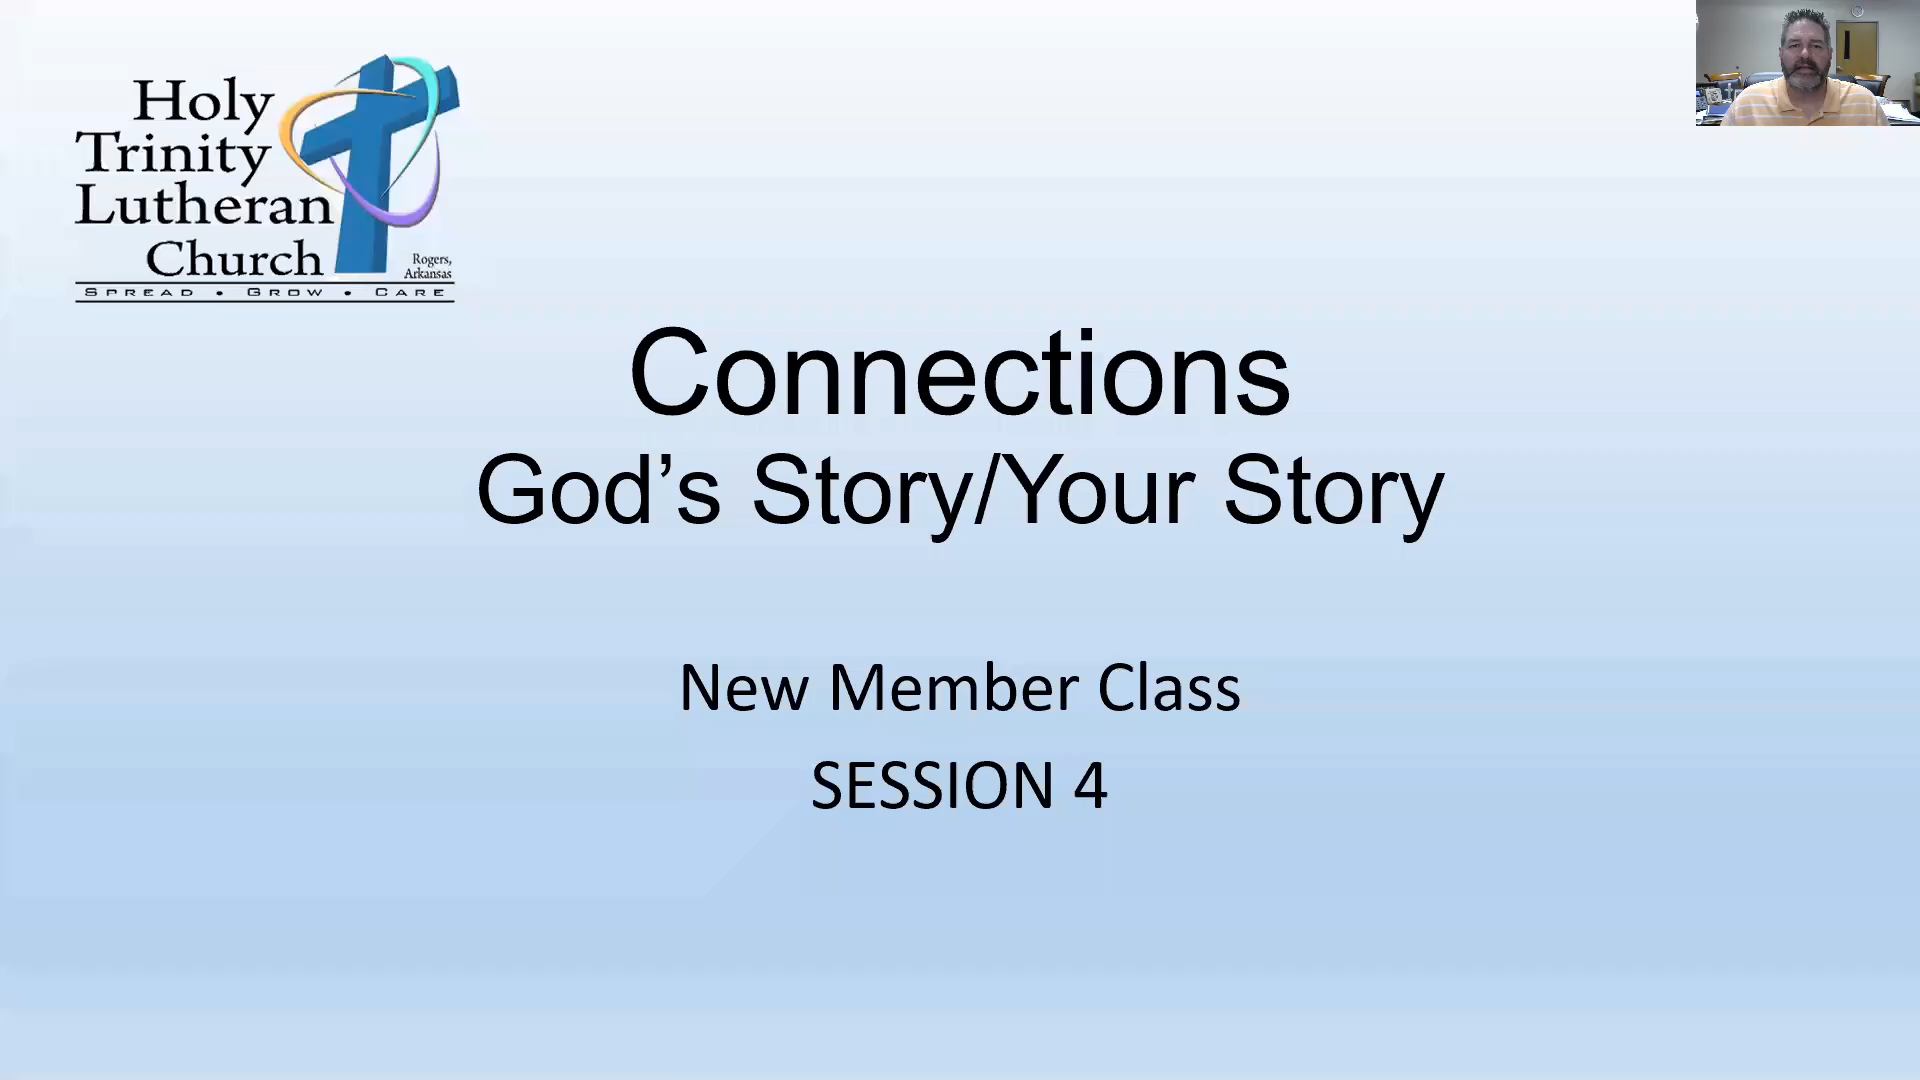 Holy
Trinity
Lutheran
Church
Rogers,
Arkansas
SPREAD • GROW • CARE
Connections
God’s Story/Your Story
New Member Class
SESSION 4